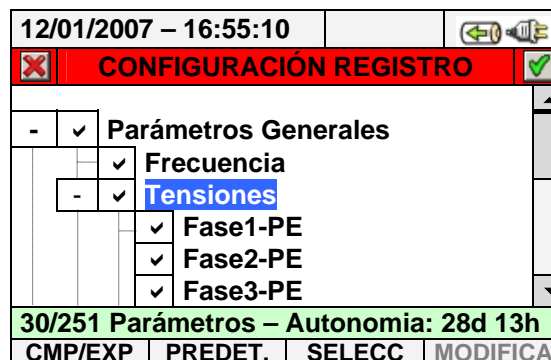 12/01/2007 – 16:55:10
CONFIGURACIÓN REGISTRO
- Parámetros Generales
Frecuencia
- Tensiones
Fase1-PE
Fase2-PE
Fase3-PE
30/251 Parámetros – Autonomia: 28d 13h
CMP/EXP PREDET. SELECC MODIFICA